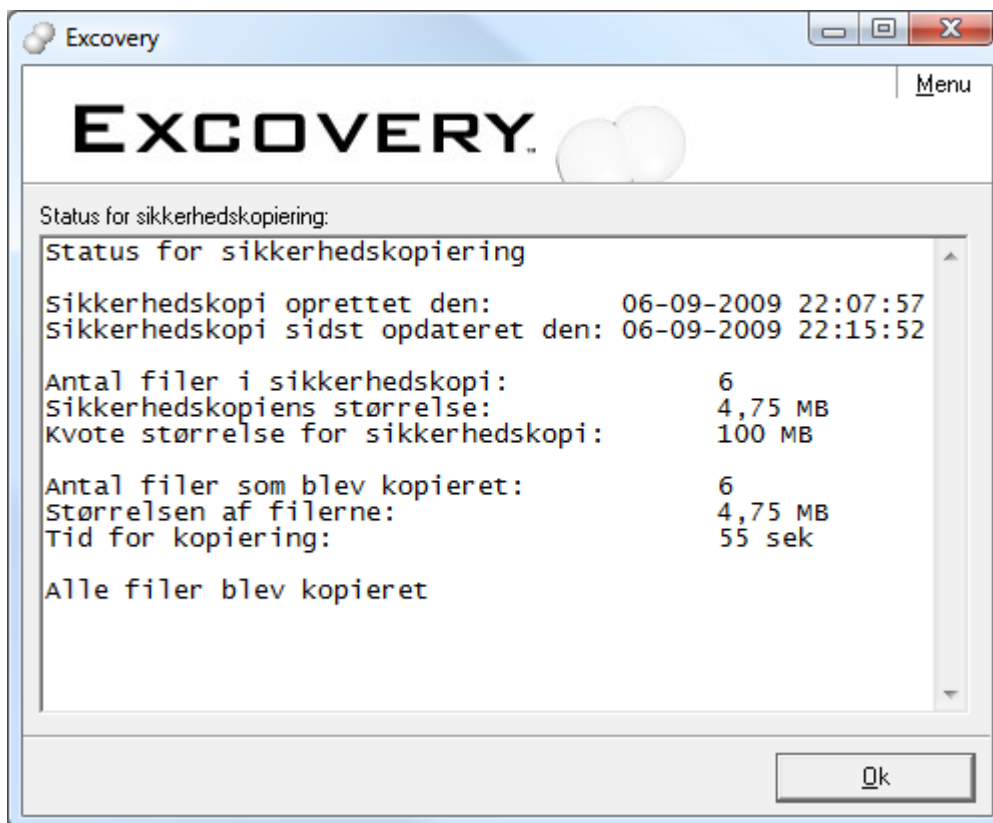 Excovery
Menu
EXCOVERY™
Status for sikkerhedskopiering:
Status for sikkerhedskopiering
Sikkerhedskopi oprettet den: 06-09-2009 22:07:57
Sikkerhedskopi sidst opdateret den: 06-09-2009 22:15:52
Antal filer i sikkerhedskopi: 6
Sikkerhedskopiens størrelse: 4,75 MB
Kvote størrelse for sikkerhedskopi: 100 MB
Antal filer som blev kopieret: 6
Størrelsen af filerne: 4,75 MB
Tid for kopiering: 55 sek
Alle filer blev kopieret
Ok